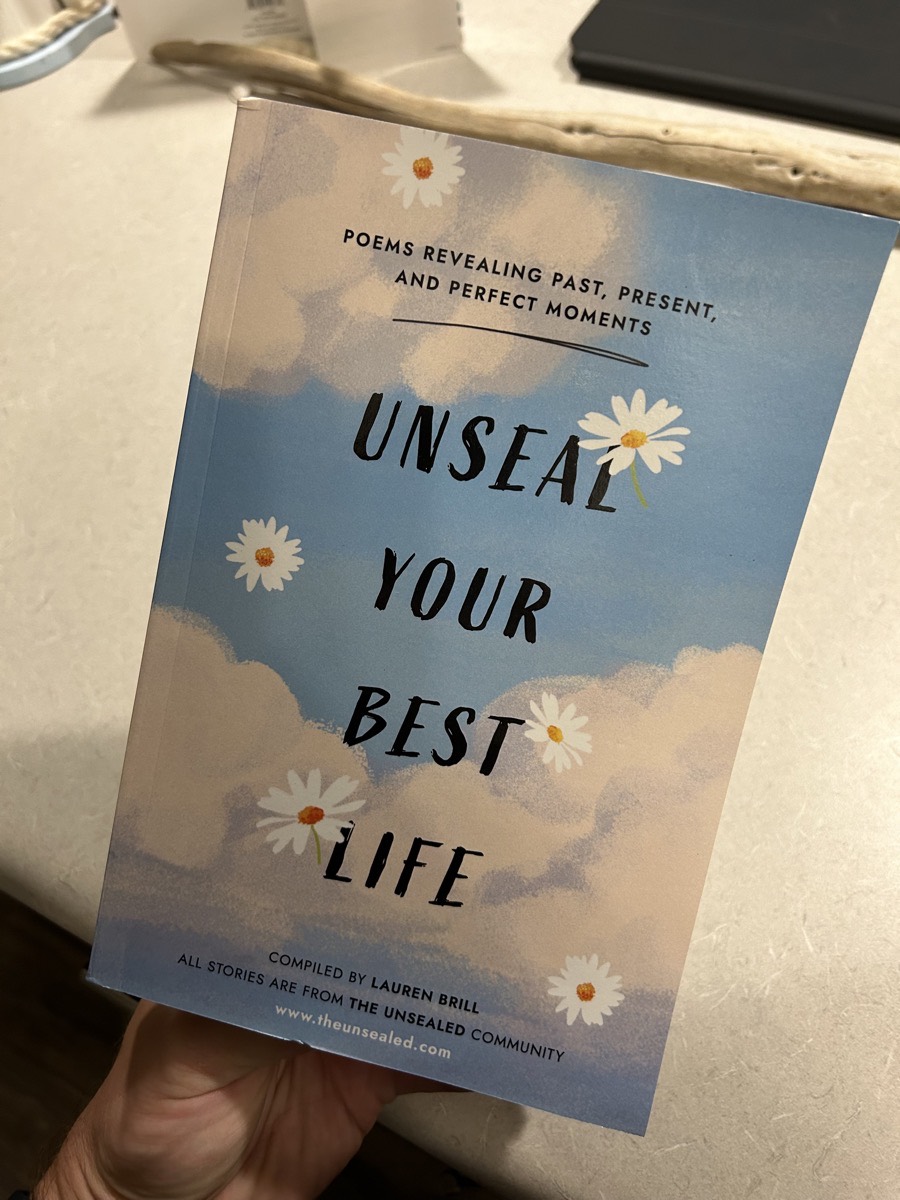 POEMS REVEALING PAST, PRESENT,
AND PERFECT MOMENTS
UNSEAL
YOUR
BEST
LIFE
COMPILED BY LAUREN BRILL
ALL STORIES ARE FROM THE UNSEALED COMMUNITY
www.theunsealed.com